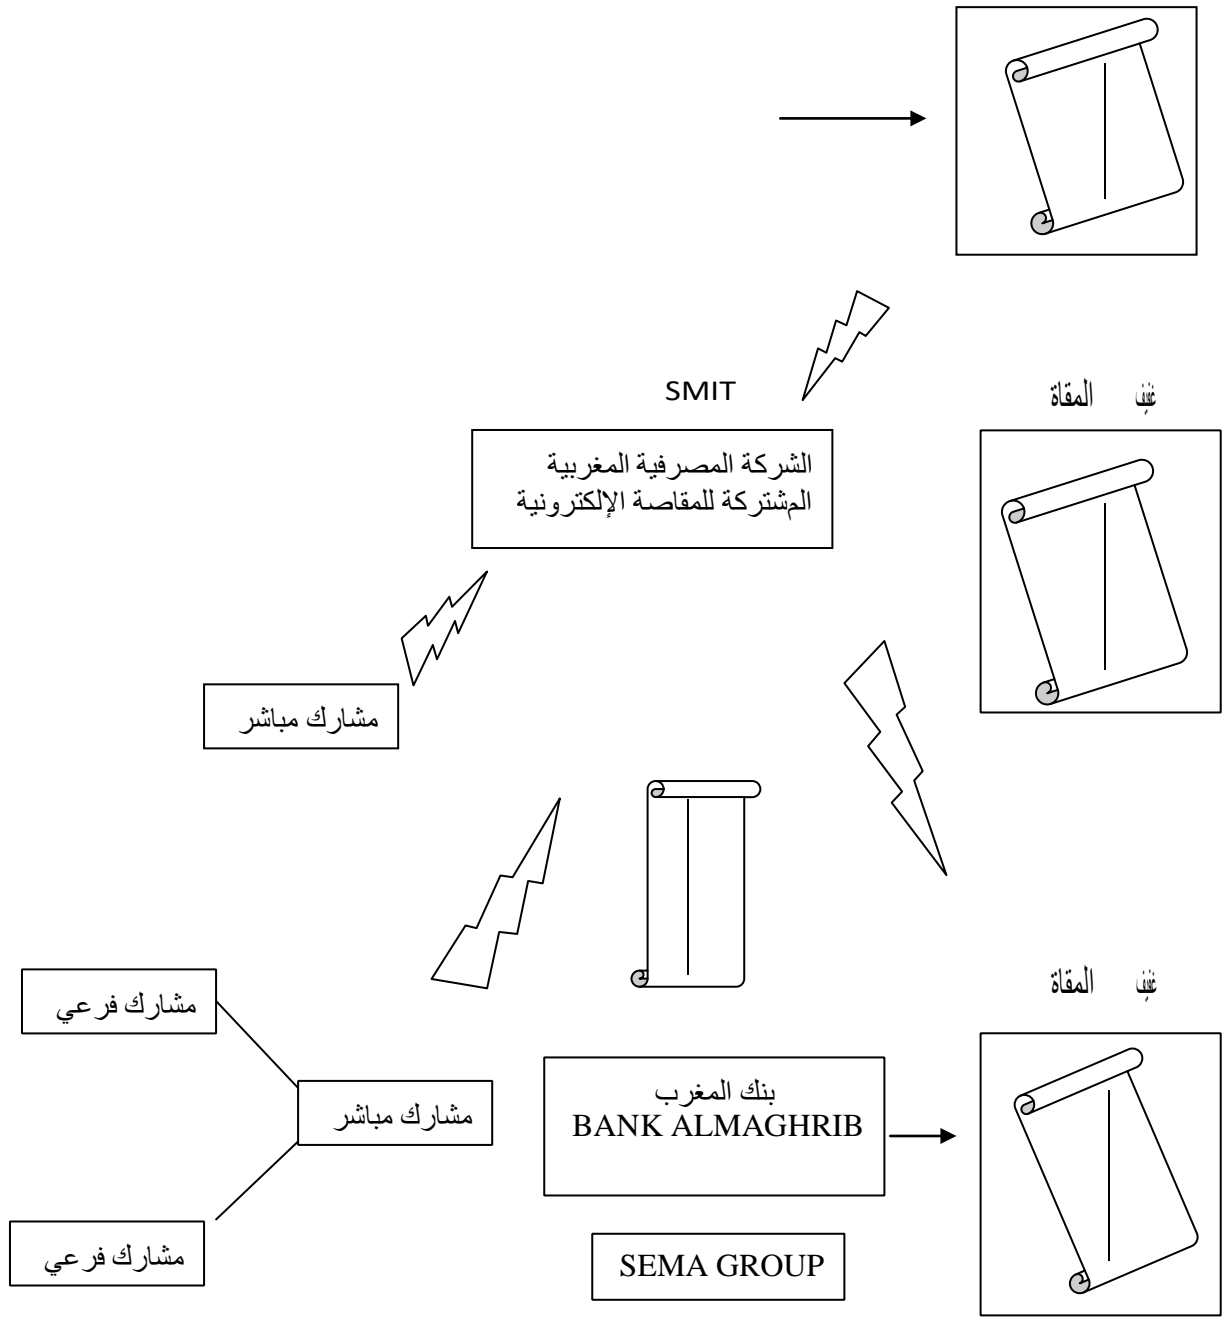 SMIT
المقاة
الشركة المصرفية المغربية
المشتركة للمقاصة الإلكترونية
مشارك مباشر
المقاة
مشارك فرعي
مشارك مباشر
بنك المغرب
BANK ALMAGHRIB
مشارك فرعي
SEMA GROUP